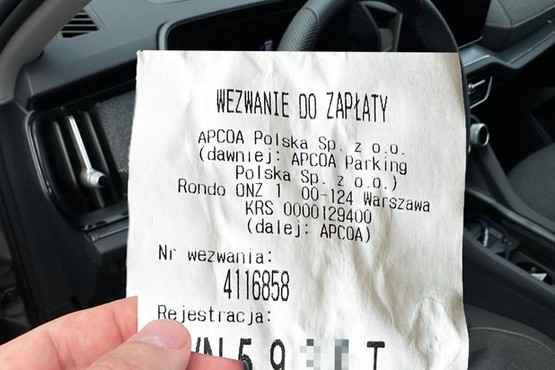 WEZWANIE DO ZAPŁATY
APCOA Polska Sp. z o.o.
(dawniej: APCOA Parking
Polska Sp. z o.o.)
Rondo ONZ 1 00-124 Warszawa
KRS 0000129400
(dalej: APCOA)
Nr wezwania:
4116858
Rejestracja: